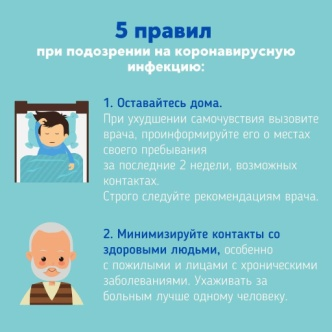 5 правил
при подозрении на коронавирусную
инфекцию:
1. Оставайтесь дома.
При ухудшении самочувствия вызовите
врача, проинформируйте его о местах
своего пребывания
за последние 2 недели, возможных
контактах.
Строго следуйте рекомендациям врача.
2. Минимизируйте контакты со
здоровыми людьми, особенно
с пожилыми и лицами с хроническими
заболеваниями. Ухаживать за
больным лучше одному человеку.